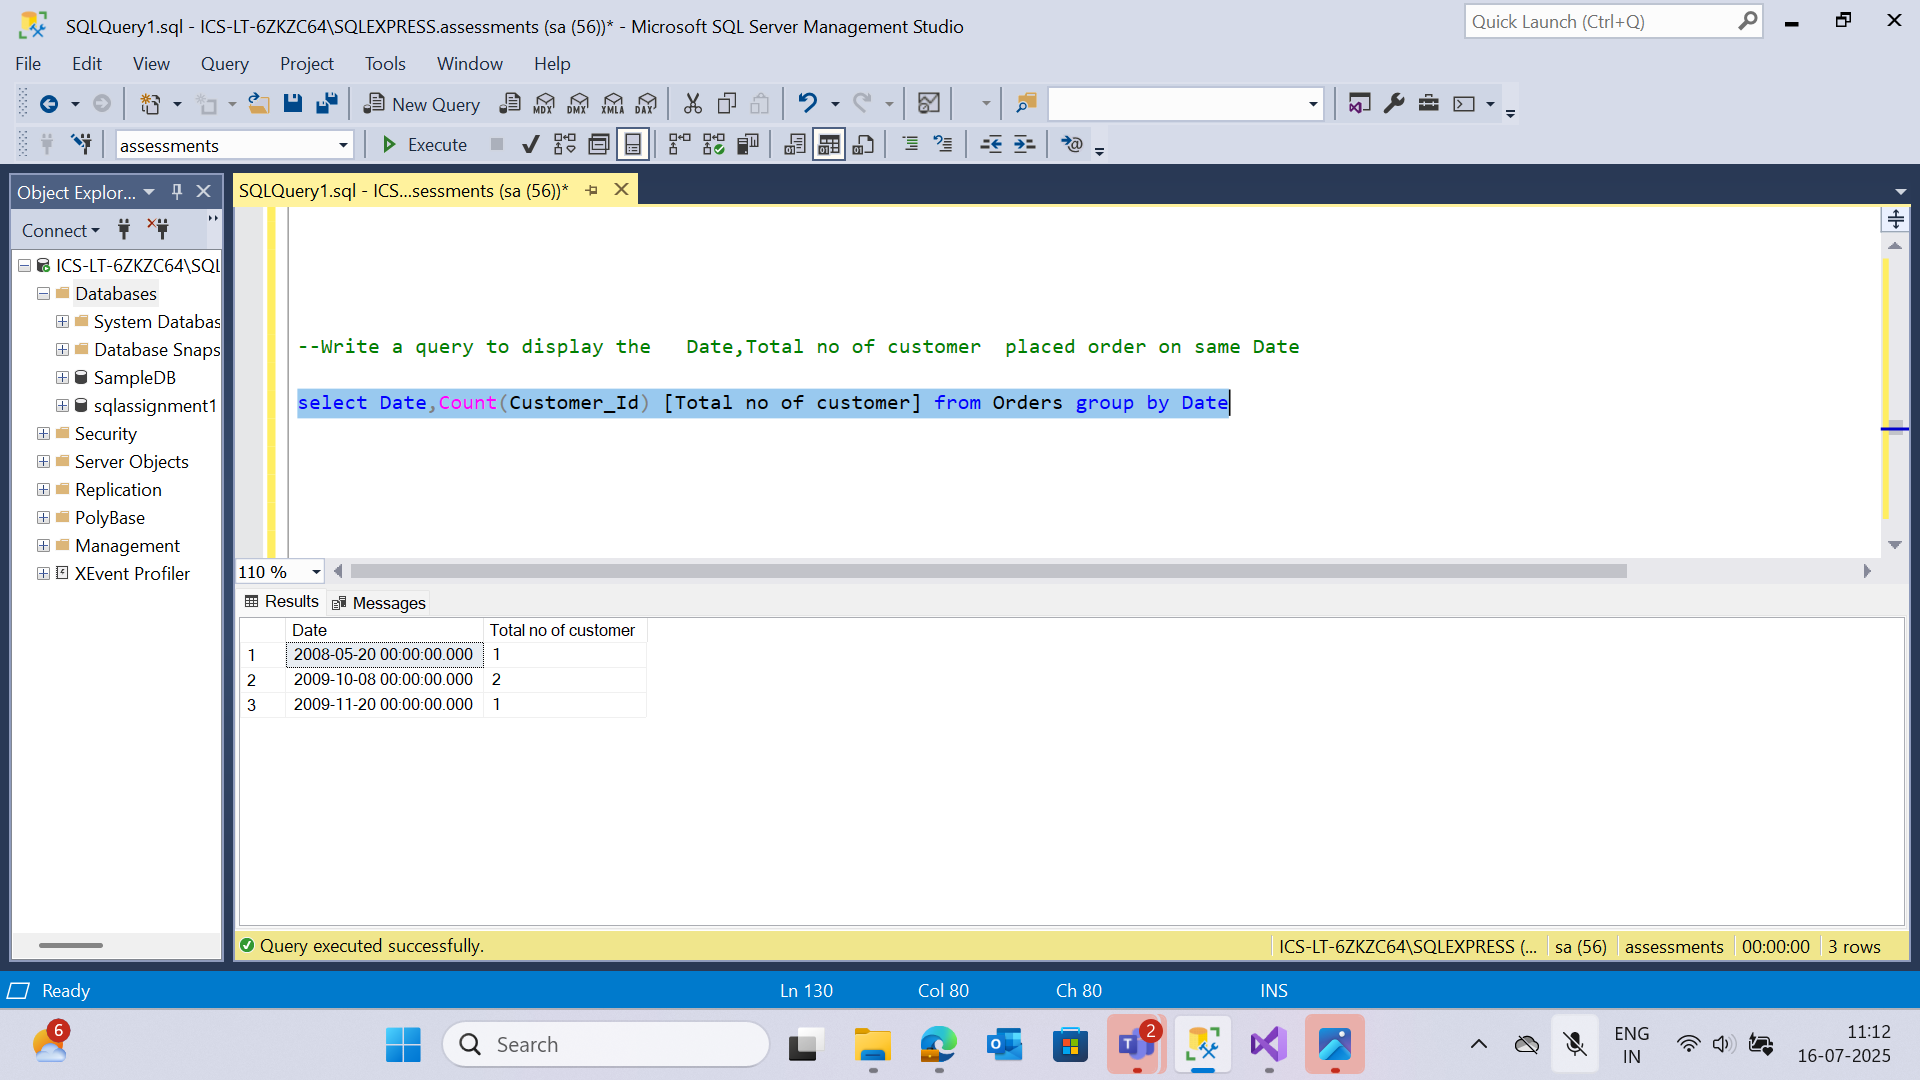 SQLQuery1.sql - ICS-LT-6ZKZC64\SQLEXPRESS.assessments (sa (56))* - Microsoft SQL Server Management Studio
Quick Launch (Ctrl+Q)
File Edit View Query Project Tools Window Help
New Query MDX DMX XMLA DAX
assessments Execute
Object Explor...
SQLQuery1.sql - ICS...sessments (sa (56))*
Connect
ICS-LT-6ZKZC64\SQL
Databases
System Databas
Database Snaps
SampleDB
sqlassignment1
Security
Server Objects
Replication
PolyBase
Management
XEvent Profiler
--Write a query to display the   Date,Total no of customer  placed order on same Date
select Date,Count(Customer_Id) [Total no of customer] from Orders group by Date
110 %
Results Messages
Date Total no of customer
1 2008-05-20 00:00:00.000 1
2 2009-10-08 00:00:00.000 2
3 2009-11-20 00:00:00.000 1
Query executed successfully.
ICS-LT-6ZKZC64\SQLEXPRESS (... sa (56) assessments 00:00:00 3 rows
Ready Ln 130 Col 80 Ch 80 INS
6
Search
2
ENG
IN
11:12
16-07-2025